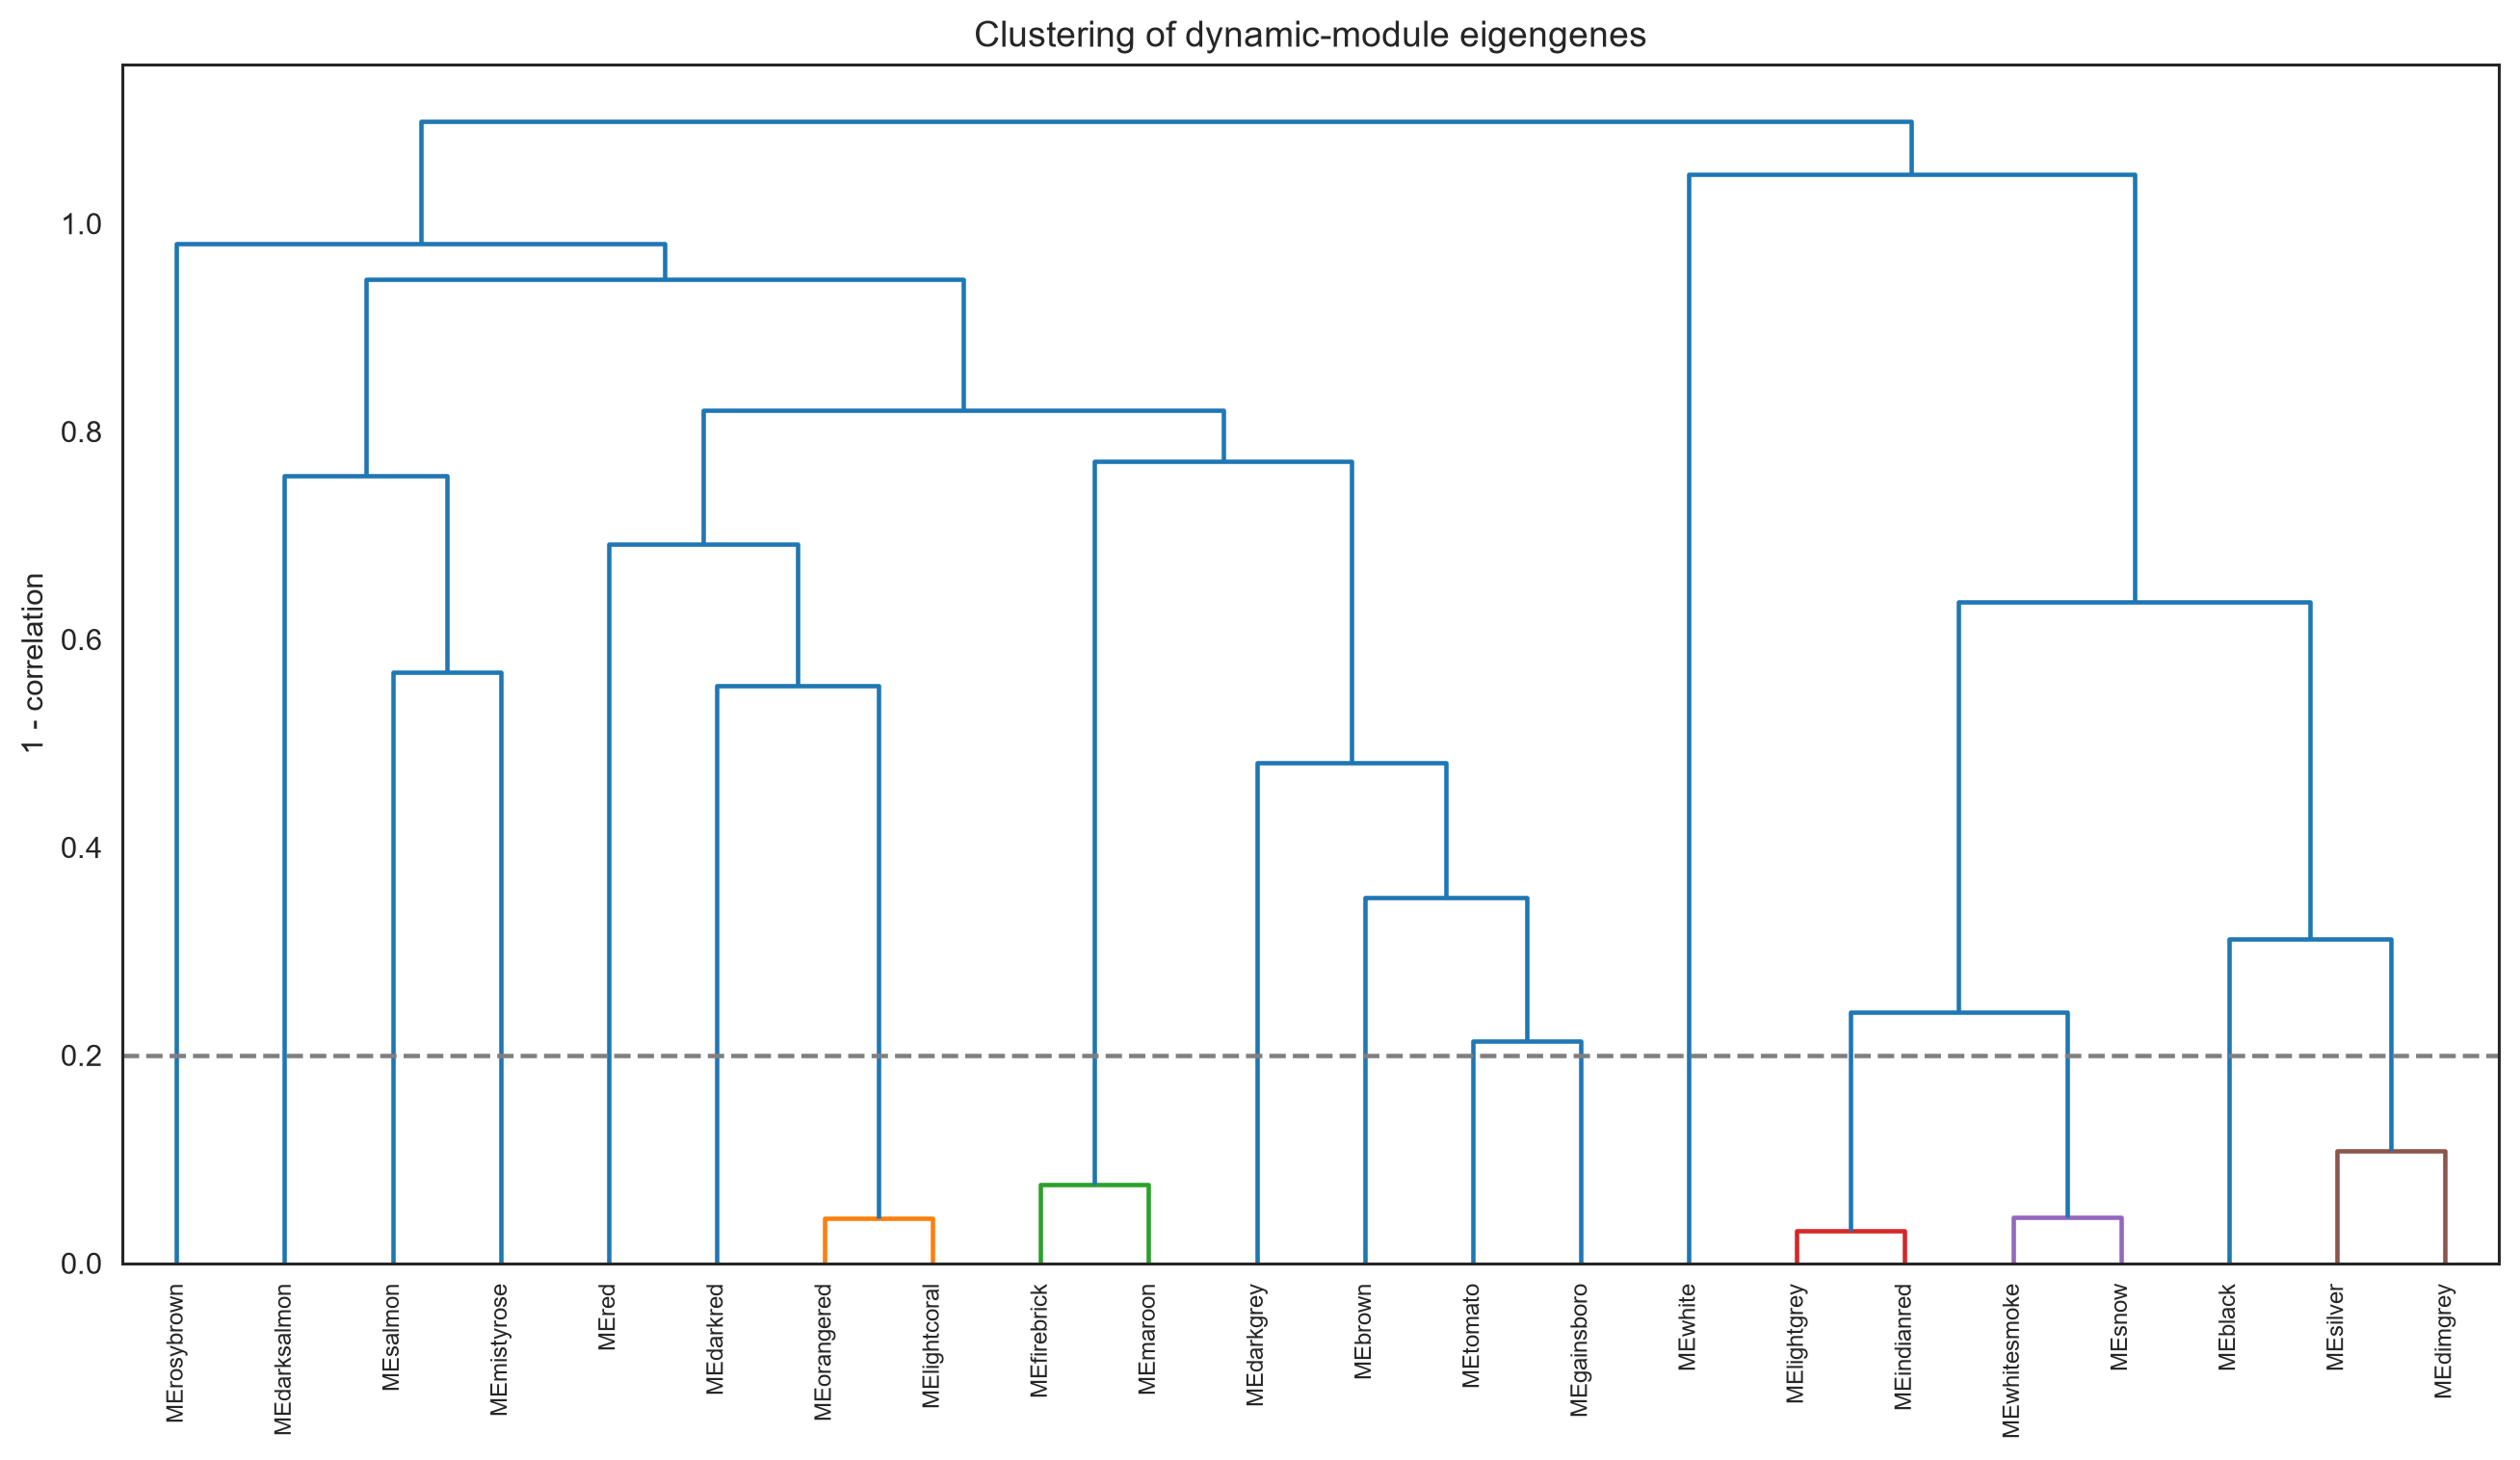 Clustering of dynamic-module eigengenes
1 - correlation
1.0
0.8
0.6
0.4
0.2
0.0
MErosybrown
MEdarksalmon
MEsalmon
MEmistyrose
MEred
MEdarkred
MEorangered
MElightcoral
MEfirebrick
MEmaroon
MEdarkgrey
MEbrown
MEtomato
MEgainsboro
MEwhite
MElightgrey
MEindianred
MEwhitesmoke
MEsnow
MEblack
MEsilver
MEdimgrey